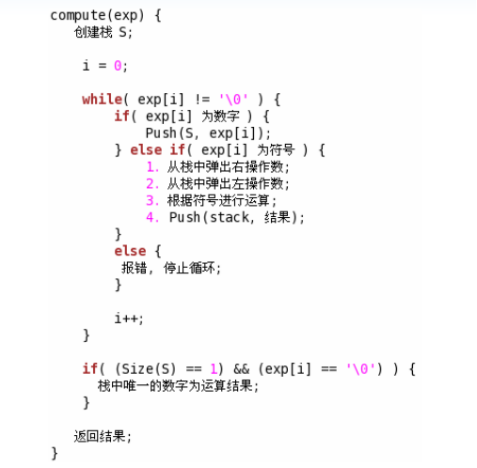 compute(exp) {
创建栈 S;
i = 0;
while( exp[i] != '\0' ) {
if( exp[i] 为数字 ) {
Push(S, exp[i]);
} else if( exp[i] 为符号 ) {
1. 从栈中弹出右操作数;
2. 从栈中弹出左操作数;
3. 根据符号进行运算;
4. Push(stack, 结果);
}
else {
报错, 停止循环;
}
i++;
}
if( (Size(S) == 1) && (exp[i] == '\0') ) {
栈中唯一的数字为运算结果;
}
返回结果;
}